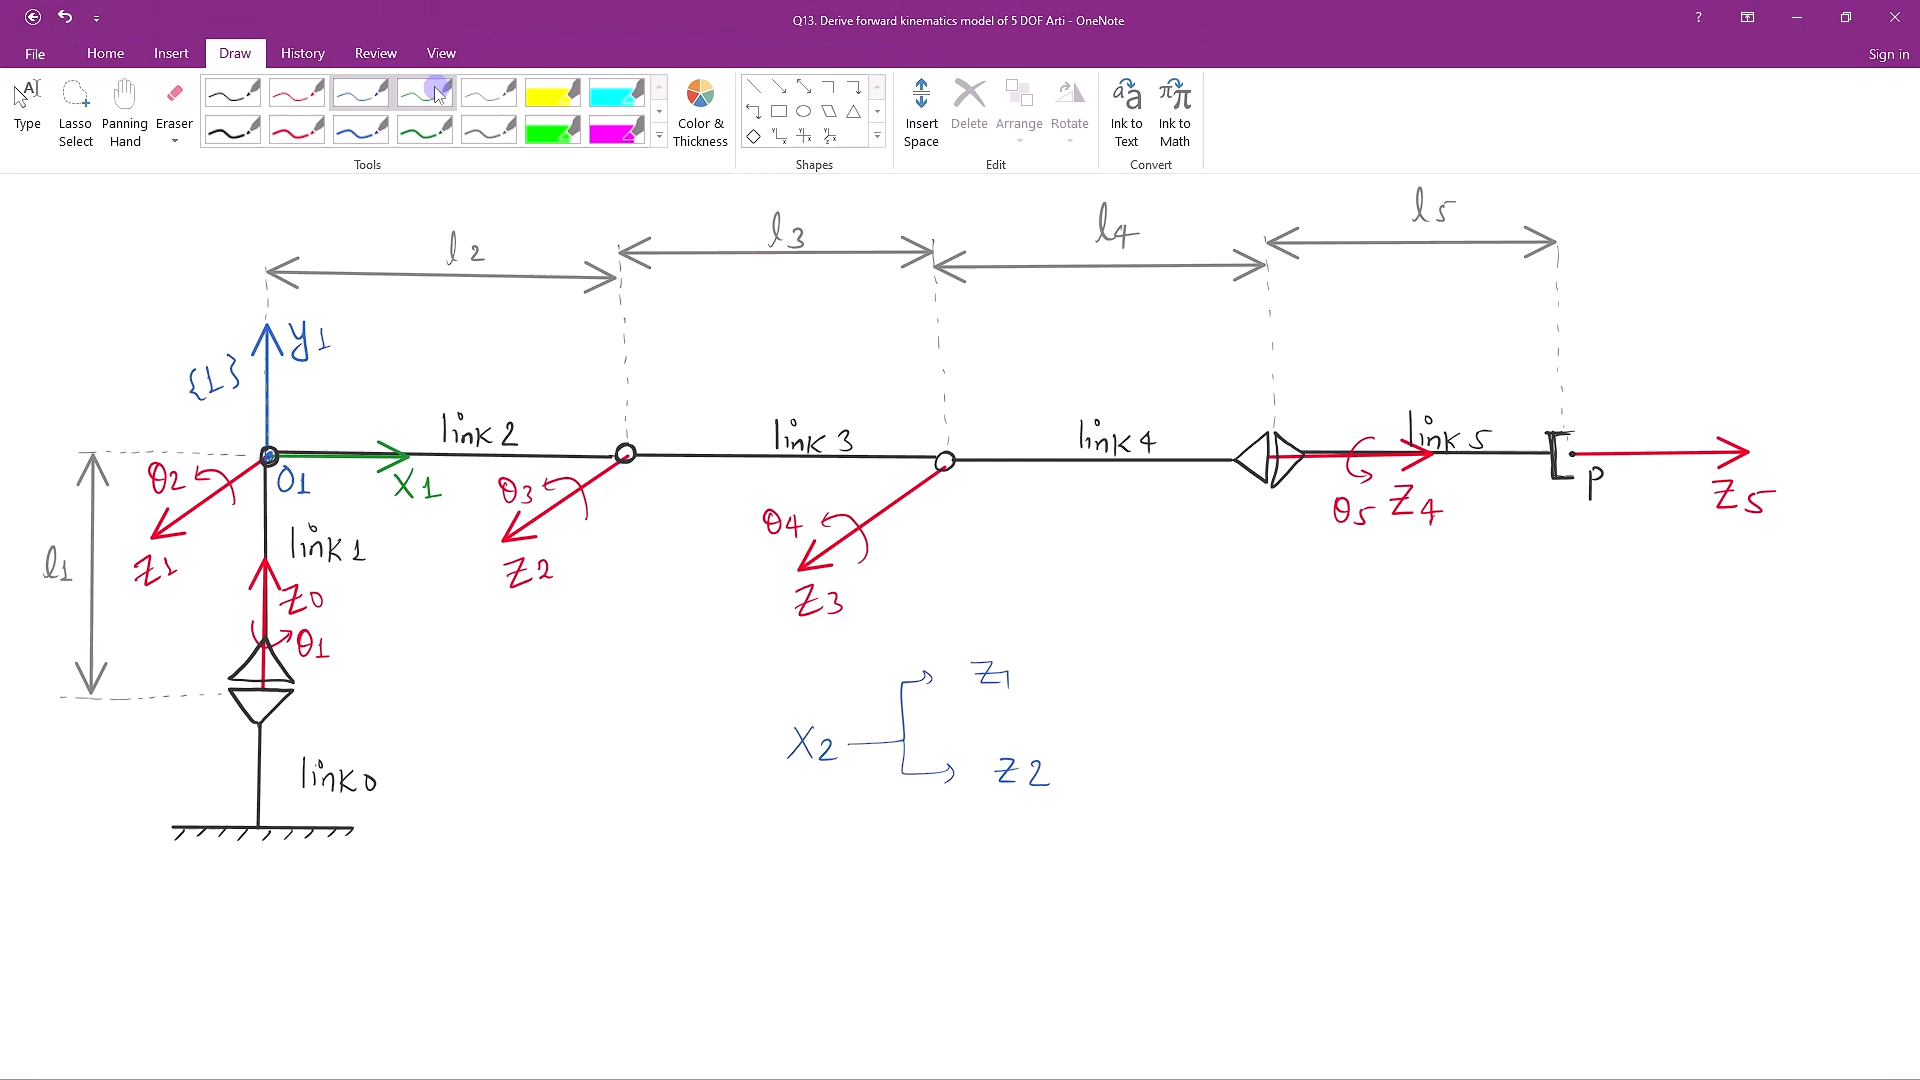 Q13. Derive forward kinematics model of 5 DOF Arti - OneNote
?
File Home Insert Draw History Review View
Sign in
Type
Lasso Select
Panning Hand
Eraser
Color & Thickness
Insert Space
Delete
Arrange
Rotate
Ink to Text
Ink to Math
Tools
Shapes
Edit
Convert
l2
l3
l4
l5
{1}
y1
link 2
link 3
link 4
link 5
θ2
O1
X1
θ3
θ4
θ5
Z4
P
Z5
Z1
link 1
Z2
Z3
l1
Z0
θ1
link 0
X2
Z1
Z2